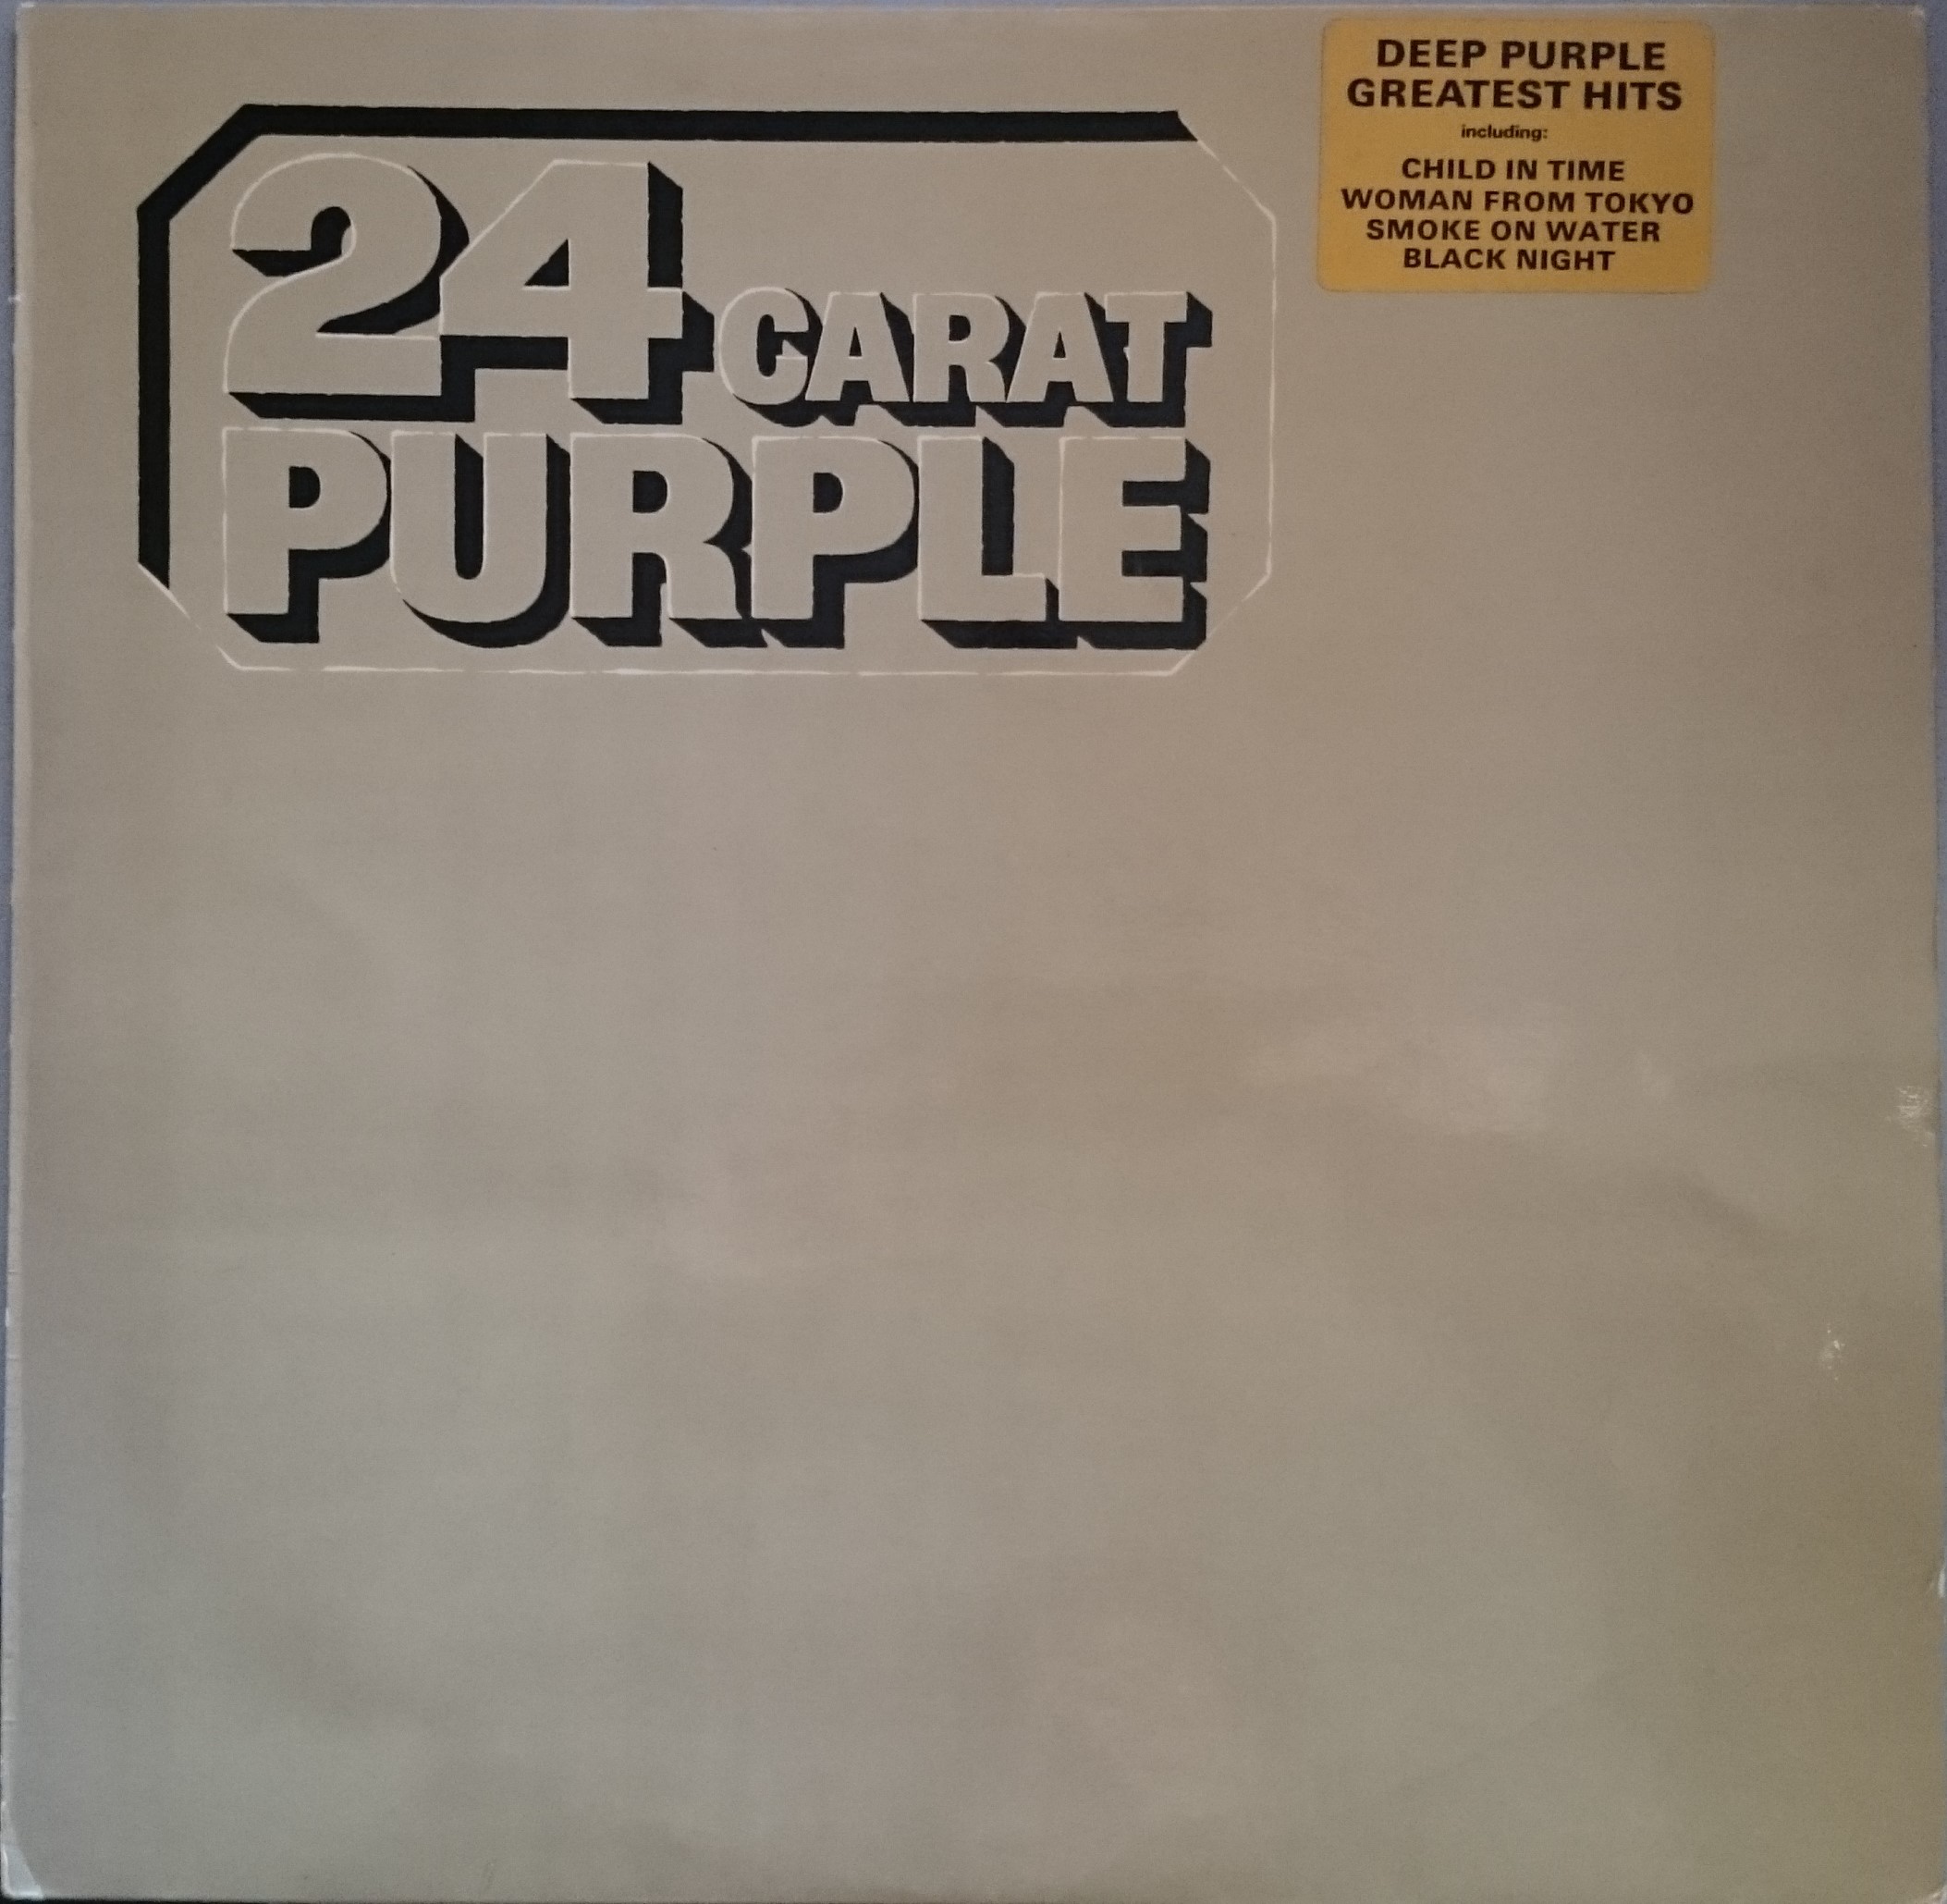 24 CARAT
PURPLE
DEEP PURPLE
GREATEST HITS
including:
CHILD IN TIME
WOMAN FROM TOKYO
SMOKE ON WATER
BLACK NIGHT